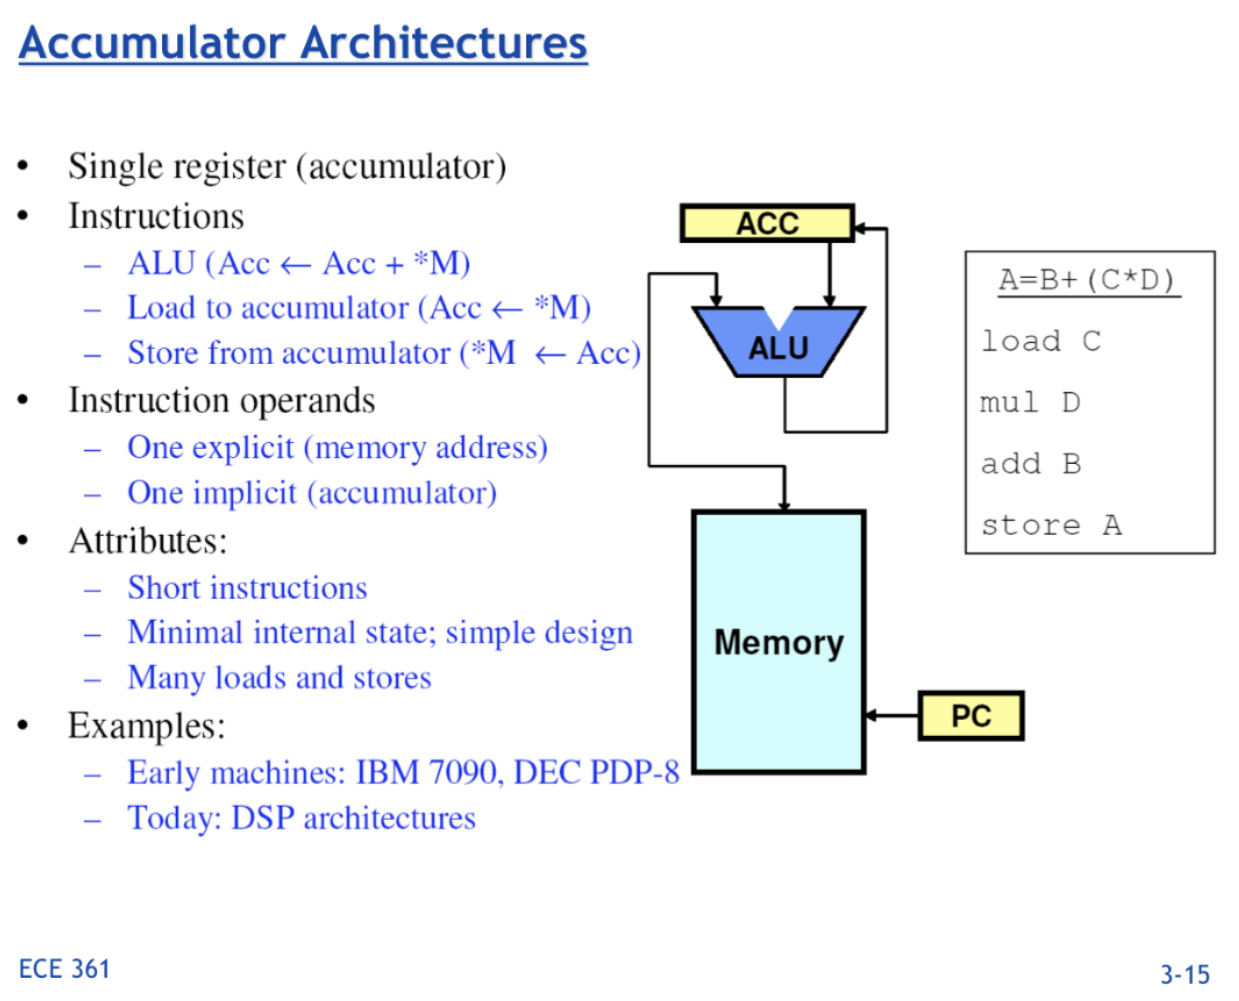 Accumulator Architectures
• Single register (accumulator)
• Instructions
– ALU (Acc ← Acc + *M)
– Load to accumulator (Acc ← *M)
– Store from accumulator (*M ← Acc)
• Instruction operands
– One explicit (memory address)
– One implicit (accumulator)
• Attributes:
– Short instructions
– Minimal internal state; simple design
– Many loads and stores
• Examples:
– Early machines: IBM 7090, DEC PDP-8
– Today: DSP architectures
ACC
ALU
Memory
PC
A=B+(C*D)
load C
mul D
add B
store A
ECE 361
3-15